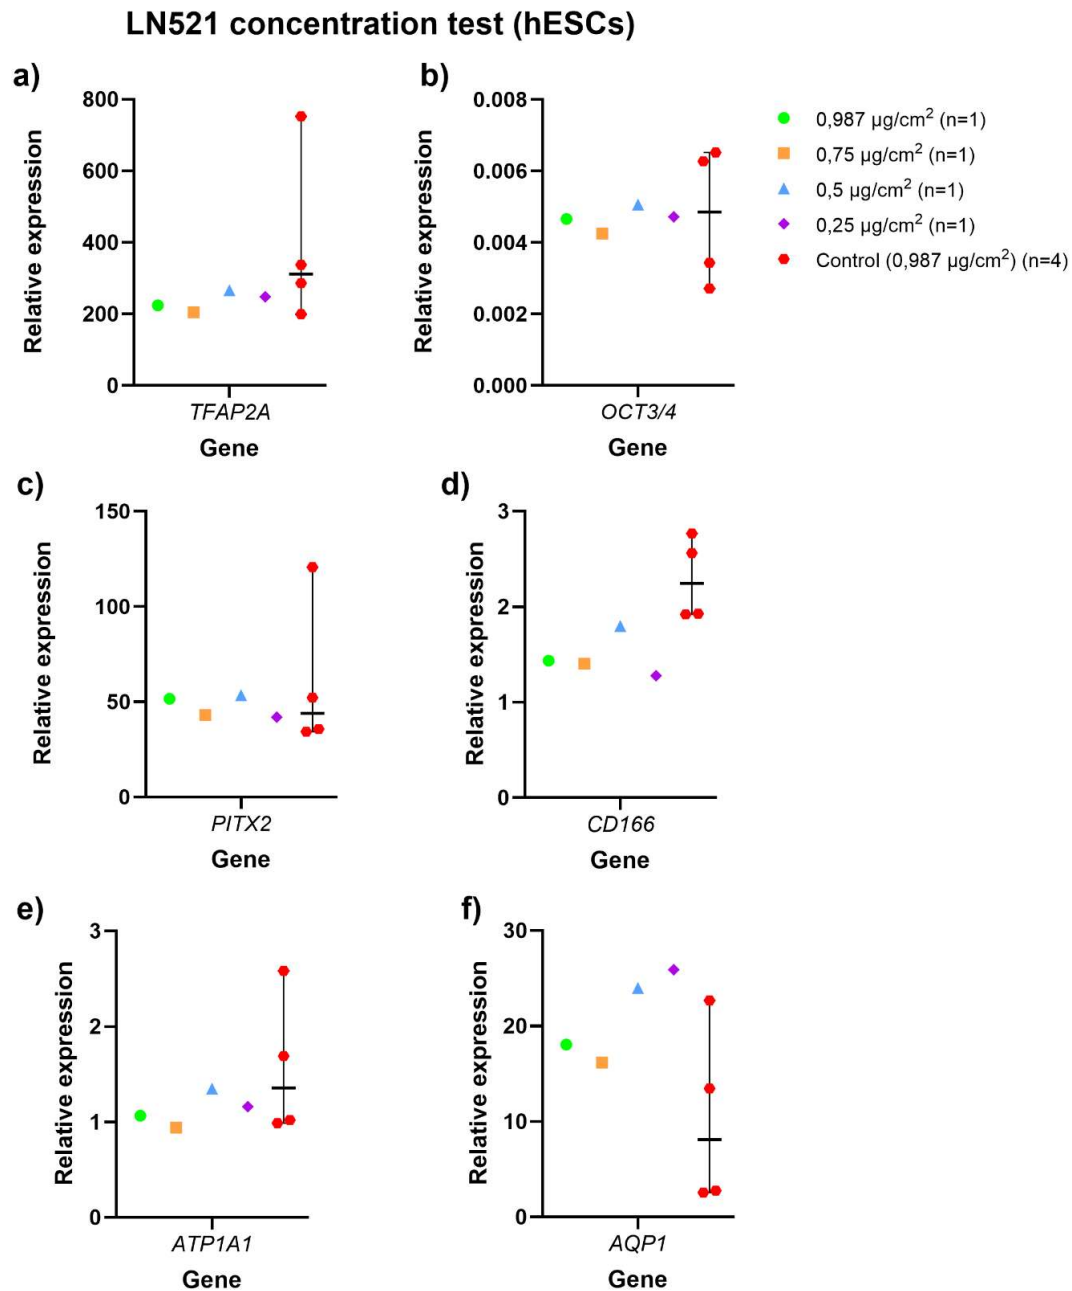 LN521 concentration test (hESCs)
a)
800
600
400
200
0
Relative expression
TFAP2A
Gene
b)
0.008
0.006
0.004
0.002
0.000
Relative expression
OCT3/4
Gene
0,987 µg/cm² (n=1)
0,75 µg/cm² (n=1)
0,5 µg/cm² (n=1)
0,25 µg/cm² (n=1)
Control (0,987 µg/cm²) (n=4)
c)
150
100
50
0
Relative expression
PITX2
Gene
d)
3
2
1
0
Relative expression
CD166
Gene
e)
3
2
1
0
Relative expression
ATP1A1
Gene
f)
30
20
10
0
Relative expression
AQP1
Gene